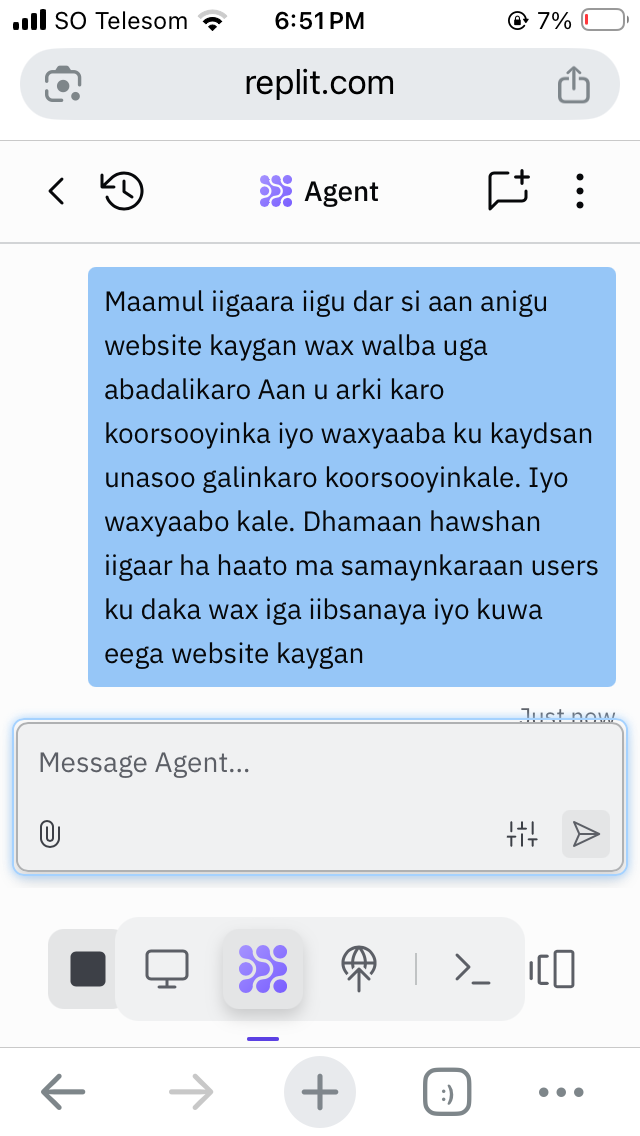 SO Telesom 6:51PM 7%
replit.com
Agent
Maamul iigaara iigu dar si aan anigu
website kaygan wax walba uga
abadalikaro Aan u arki karo
koorsooyinka iyo waxyaaba ku kaydsan
unasoo galinkaro koorsooyinkale. Iyo
waxyaabo kale. Dhamaan hawshan
iigaar ha haato ma samaynkaraan users
ku daka wax iga iibsanaya iyo kuwa
eega website kaygan
Just now
Message Agent...
:)